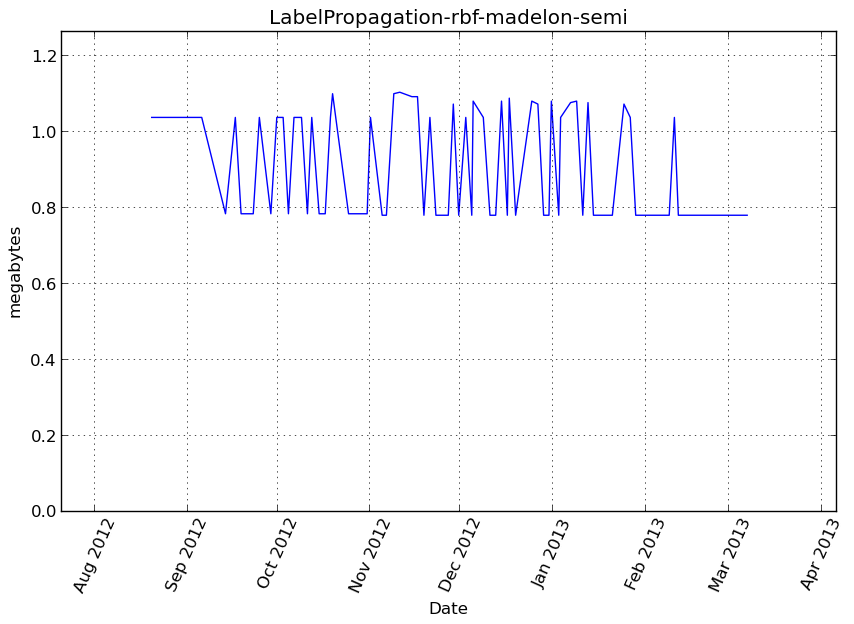 LabelPropagation-rbf-madelon-semi
1.2
1.0
0.8
0.6
0.4
0.2
0.0
megabytes
Aug 2012
Sep 2012
Oct 2012
Nov 2012
Dec 2012
Jan 2013
Feb 2013
Mar 2013
Apr 2013
Date